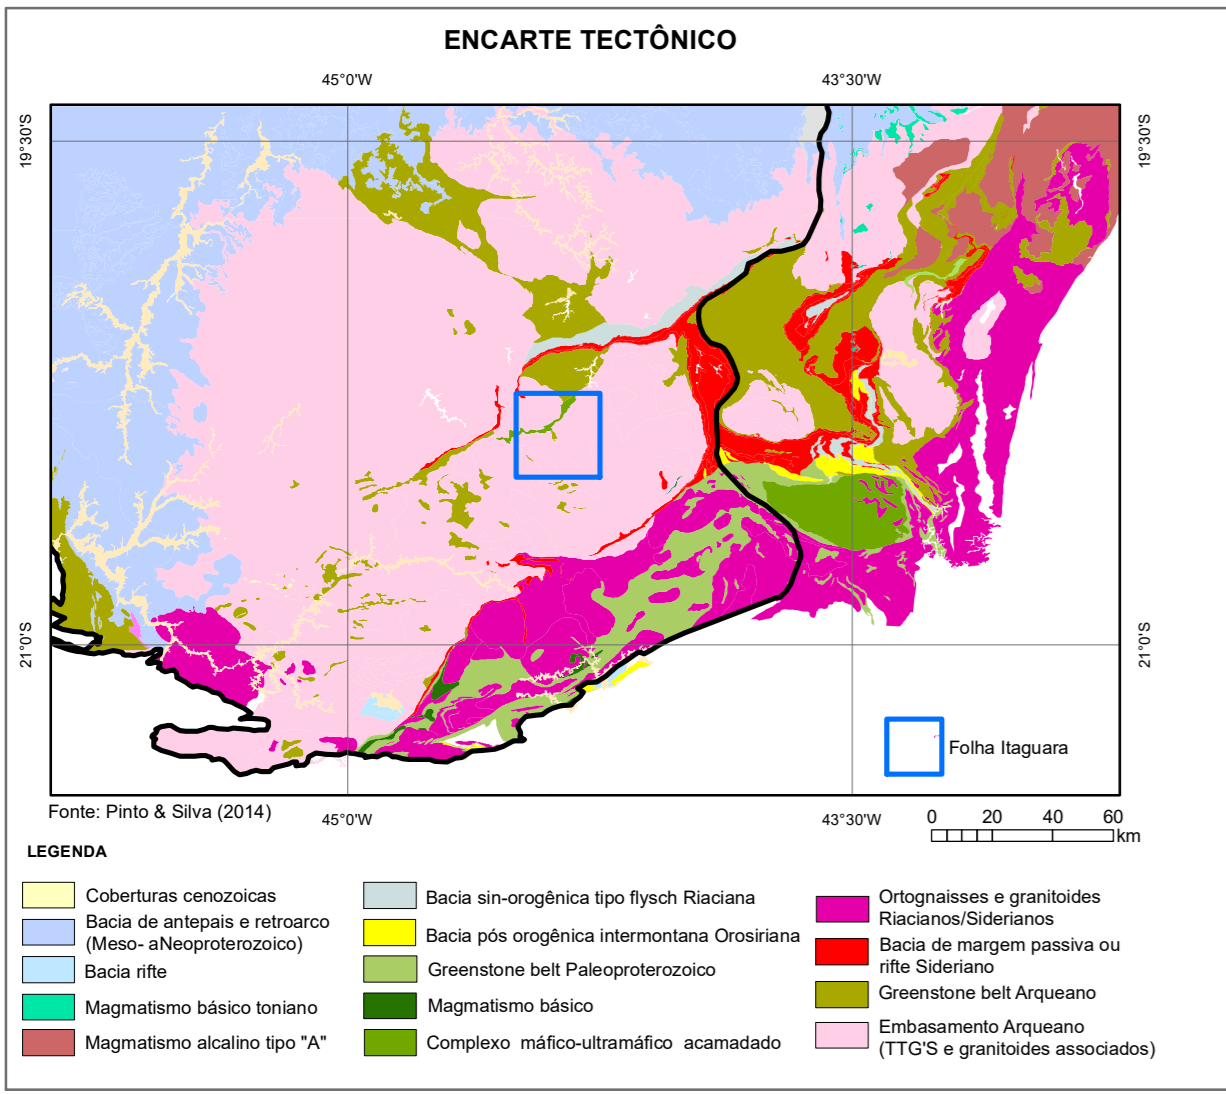 ENCARTE TECTÔNICO
45°0'W
43°30'W
19°30'S
19°30'S
21°0'S
21°0'S
Folha Itaguara
Fonte: Pinto & Silva (2014)
45°0'W
43°30'W
0 20 40 60
km
LEGENDA
Coberturas cenozoicas
Bacia de antepais e retroarco
(Meso- aNeoproterozoico)
Bacia rifte
Magmatismo básico toniano
Magmatismo alcalino tipo "A"
Bacia sin-orogênica tipo flysch Riaciana
Bacia pós orogênica intermontana Orosiriana
Greenstone belt Paleoproterozoico
Magmatismo básico
Complexo máfico-ultramáfico acamadado
Ortognaisses e granitoides
Riacianos/Siderianos
Bacia de margem passiva ou
rifte Sideriano
Greenstone belt Arqueano
Embasamento Arqueano
(TTG'S e granitoides associados)